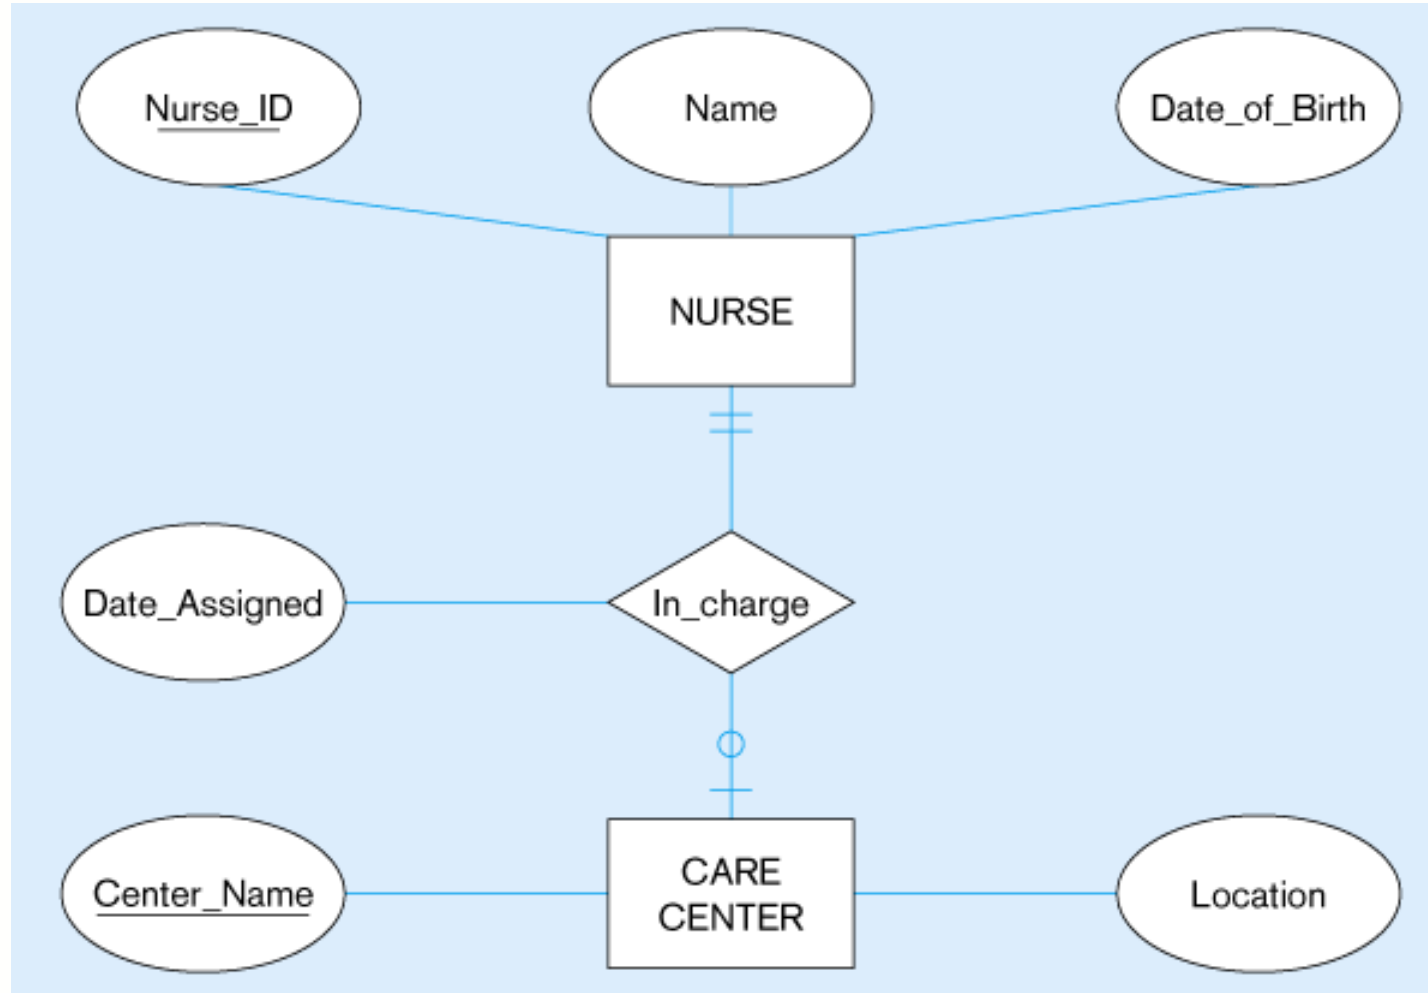 Nurse_ID
Name
Date_of_Birth
NURSE
Date_Assigned
In_charge
Center_Name
CARE
CENTER
Location